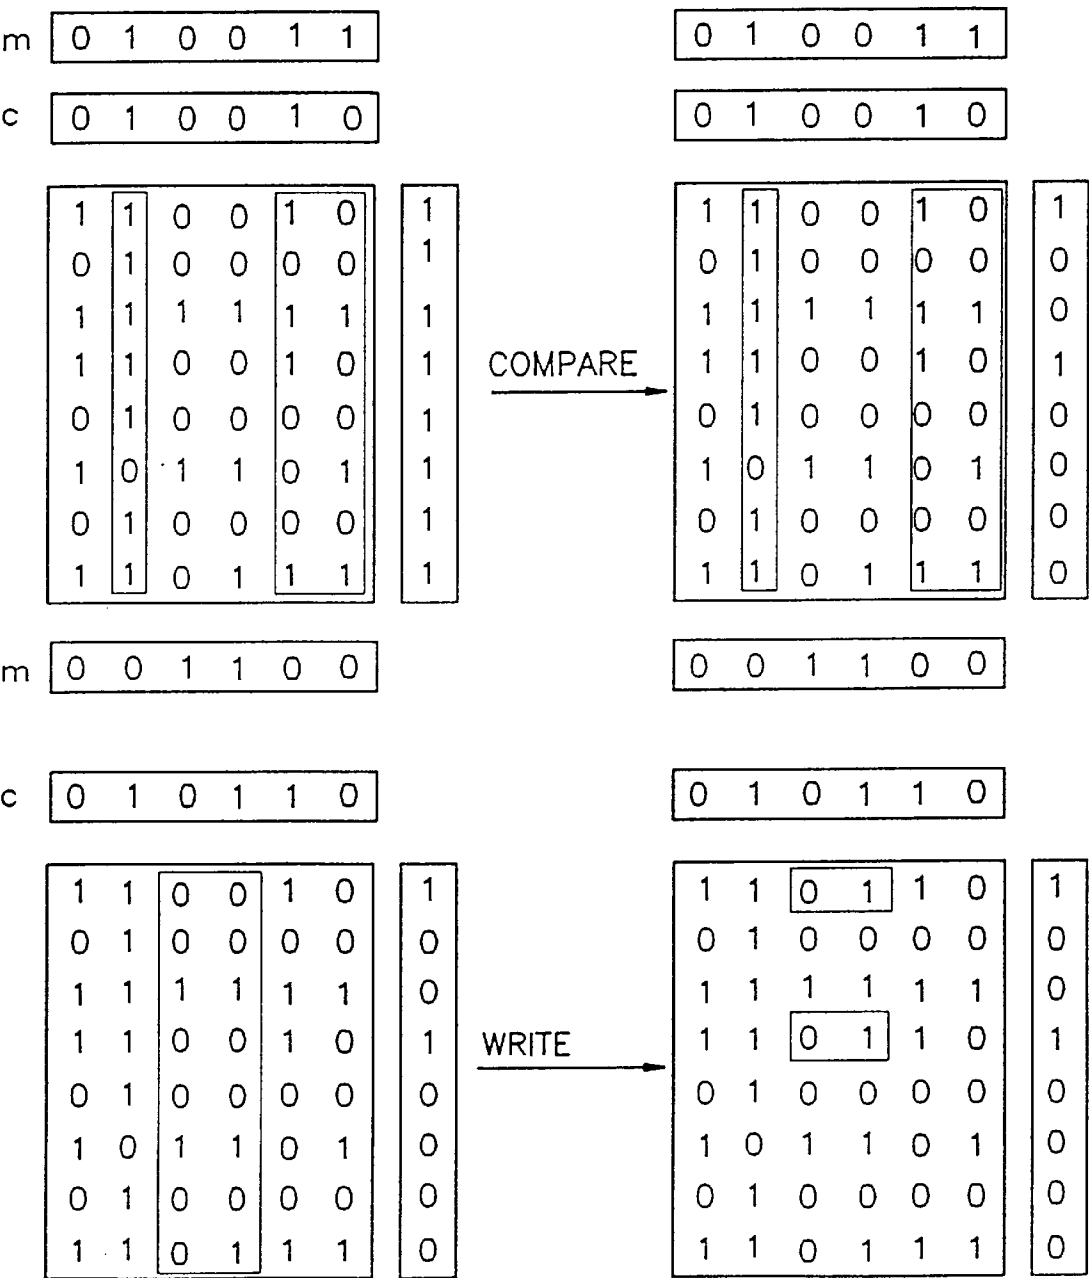 m 0 1 0 0 1 1 0 1 0 0 1 1
c 0 1 0 0 1 0 0 1 0 0 1 0
1 1 0 0 1 0 1 1 1 0 0 1 0 1
0 1 0 0 0 0 1 0 1 0 0 0 0 0
1 1 1 1 1 1 1 1 1 1 1 1 1 0
1 1 0 0 1 0 1 COMPARE 1 1 0 0 1 0 1
0 1 0 0 0 0 1 0 1 0 0 0 0 0
1 0 1 1 0 1 1 1 0 1 1 0 1 0
0 1 0 0 0 0 1 0 1 0 0 0 0 0
1 1 0 1 1 1 1 1 1 0 1 1 1 0
m 0 0 1 1 0 0 0 0 1 1 0 0
c 0 1 0 1 1 0 0 1 0 1 1 0
1 1 0 0 1 0 1 1 1 0 1 1 0 1
0 1 0 0 0 0 0 0 1 0 0 0 0 0
1 1 1 1 1 1 0 1 1 1 1 1 1 0
1 1 0 0 1 0 1 WRITE 1 1 0 1 1 0 1
0 1 0 0 0 0 0 0 1 0 0 0 0 0
1 0 1 1 0 1 0 1 0 1 1 0 1 0
0 1 0 0 0 0 0 0 1 0 0 0 0 0
1 1 0 1 1 1 0 1 1 0 1 1 1 0